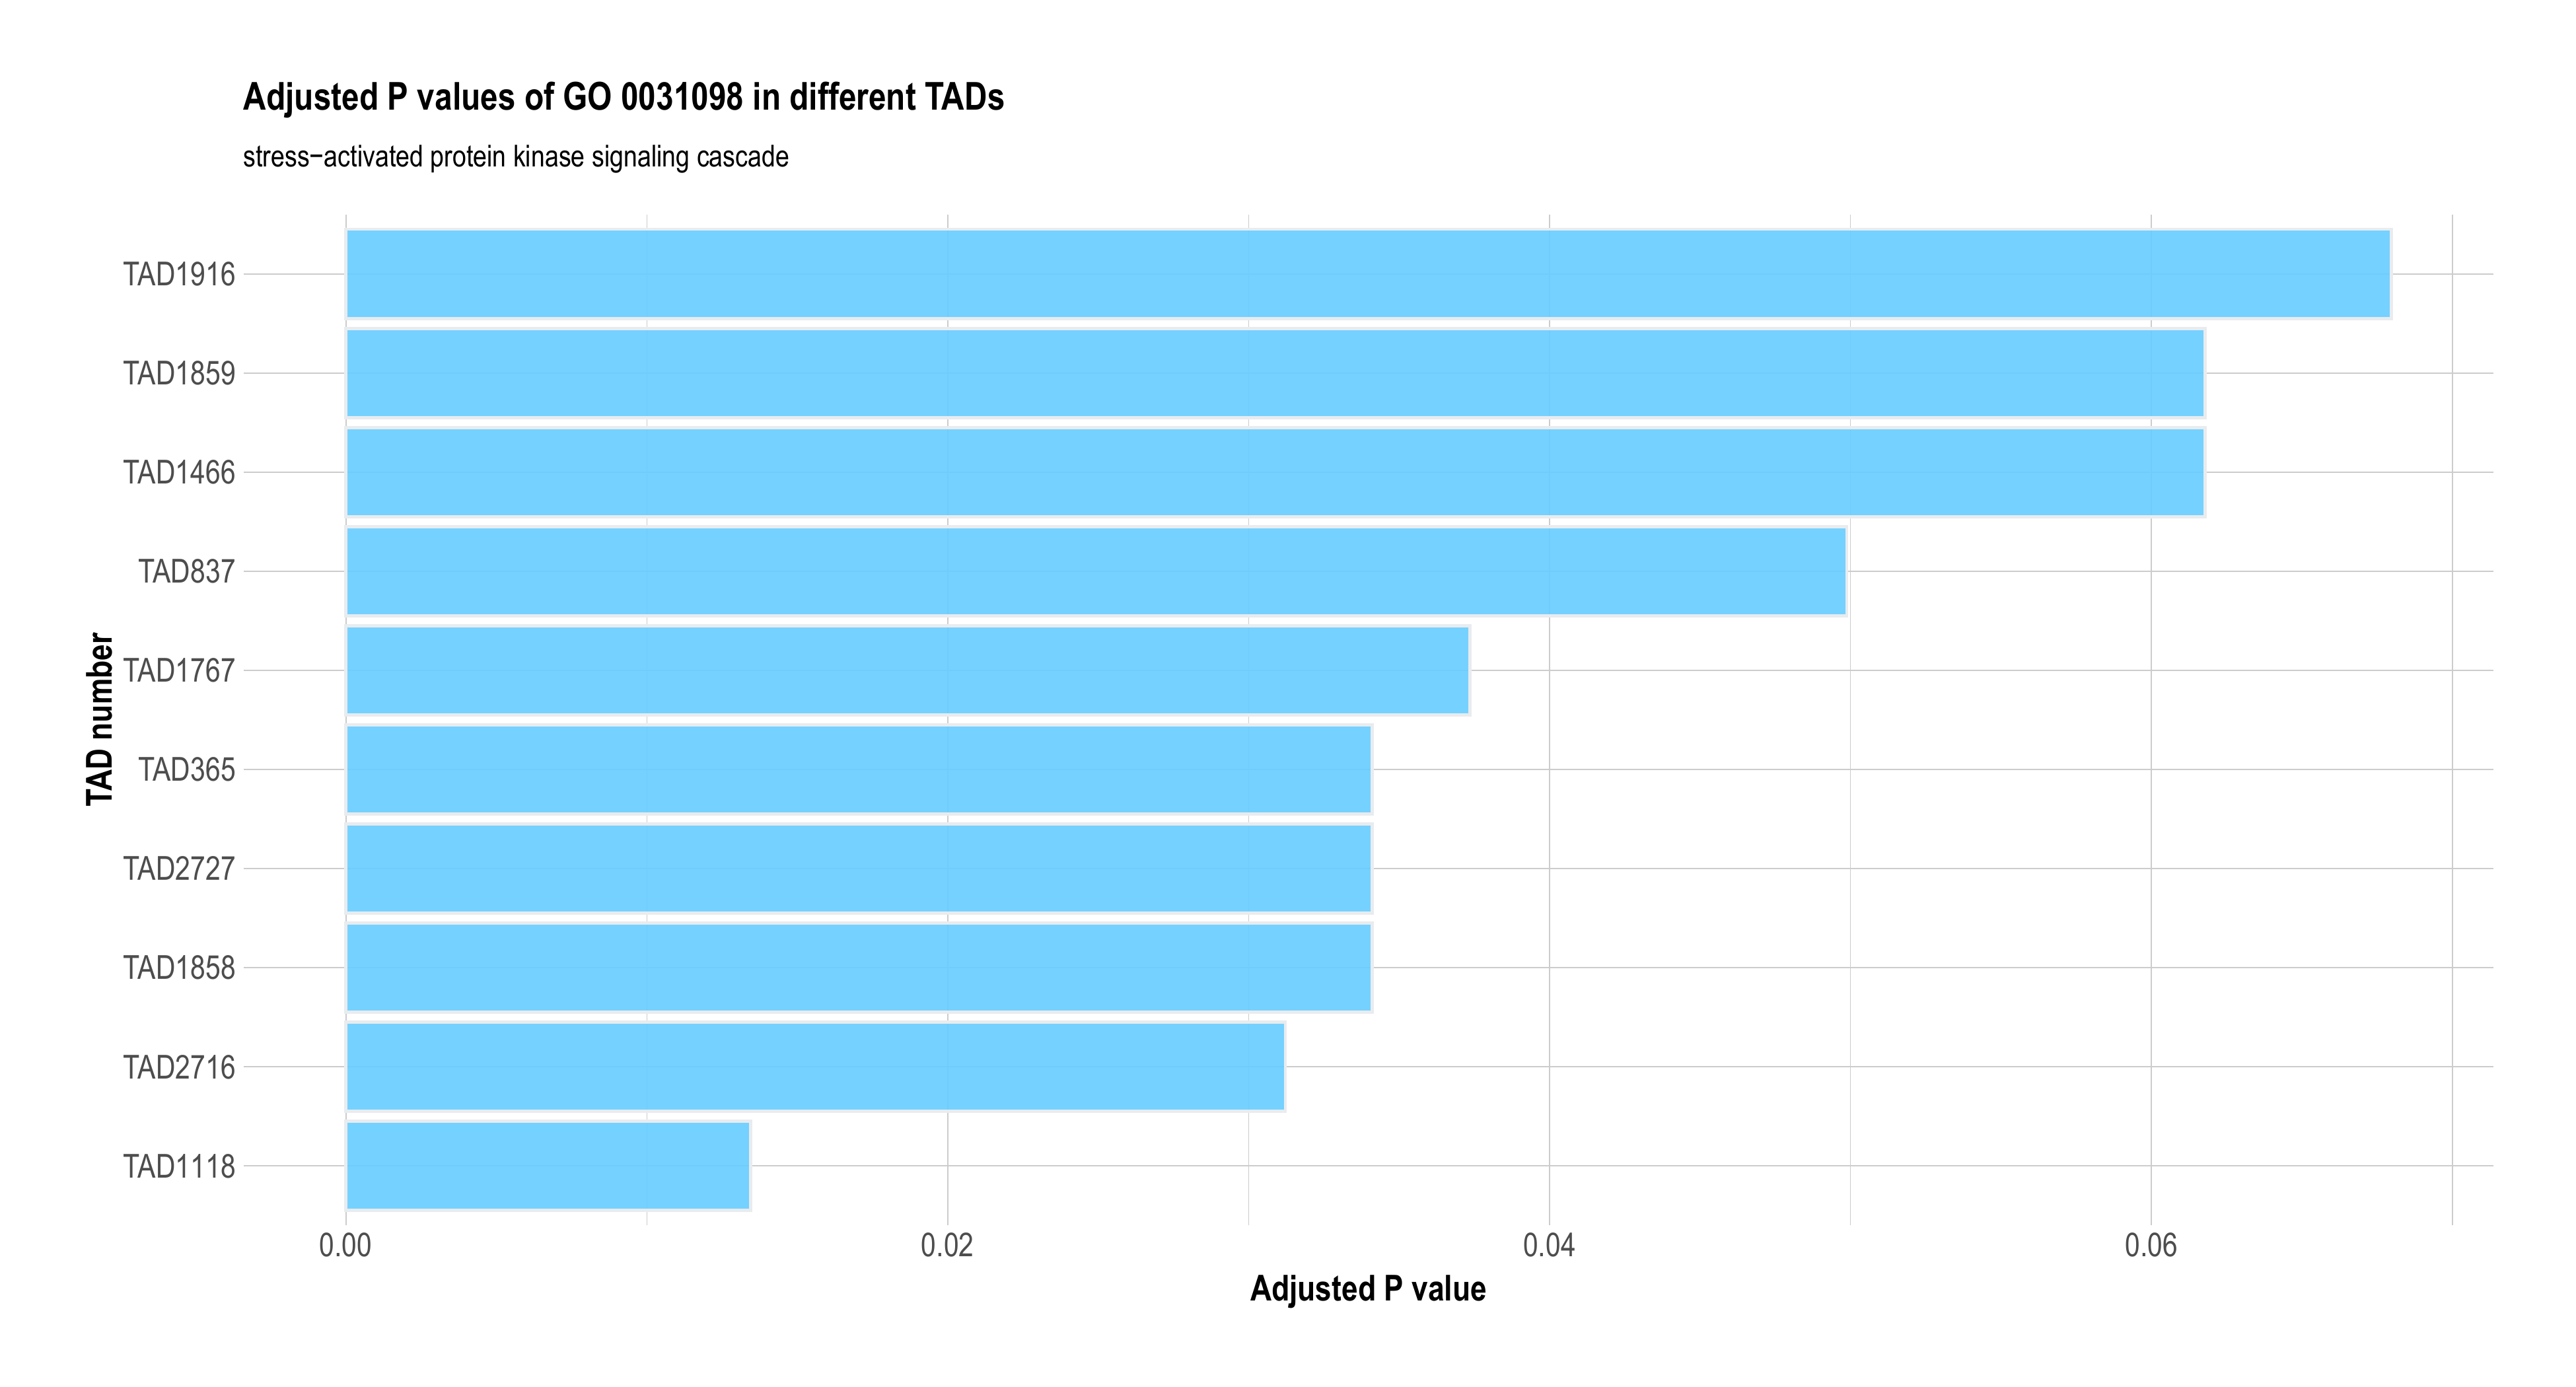 Adjusted P values of GO 0031098 in different TADs
stress−activated protein kinase signaling cascade
TAD number
TAD1916
TAD1859
TAD1466
TAD837
TAD1767
TAD365
TAD2727
TAD1858
TAD2716
TAD1118
0.00 0.02 0.04 0.06
Adjusted P value